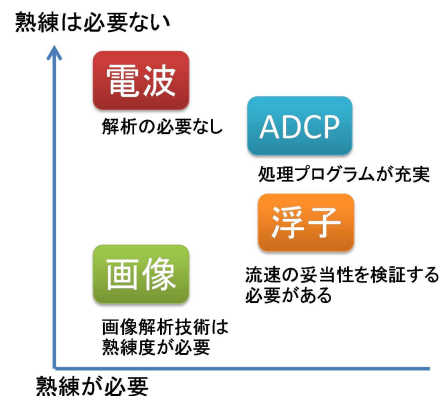 熟練は必要ない
電波
解析の必要なし
ADCP
処理プログラムが充実
浮子
流速の妥当性を検証する
必要がある
画像
画像解析技術は
熟練度が必要
熟練が必要